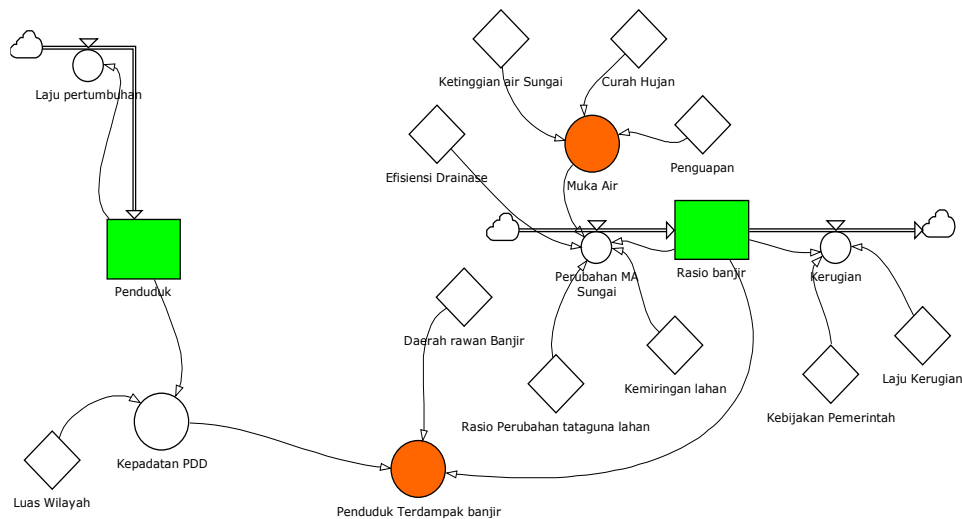 Laju pertumbuhan
Ketinggian air Sungai
Curah Hujan
Efisiensi Drainase
Muka Air
Penguapan
Penduduk
Perubahan MA
Sungai
Rasio banjir
Kerugian
Daerah rawan Banjir
Kemiringan lahan
Laju Kerugian
Rasio Perubahan tataguna lahan
Kebijakan Pemerintah
Kepadatan PDD
Luas Wilayah
Penduduk Terdampak banjir